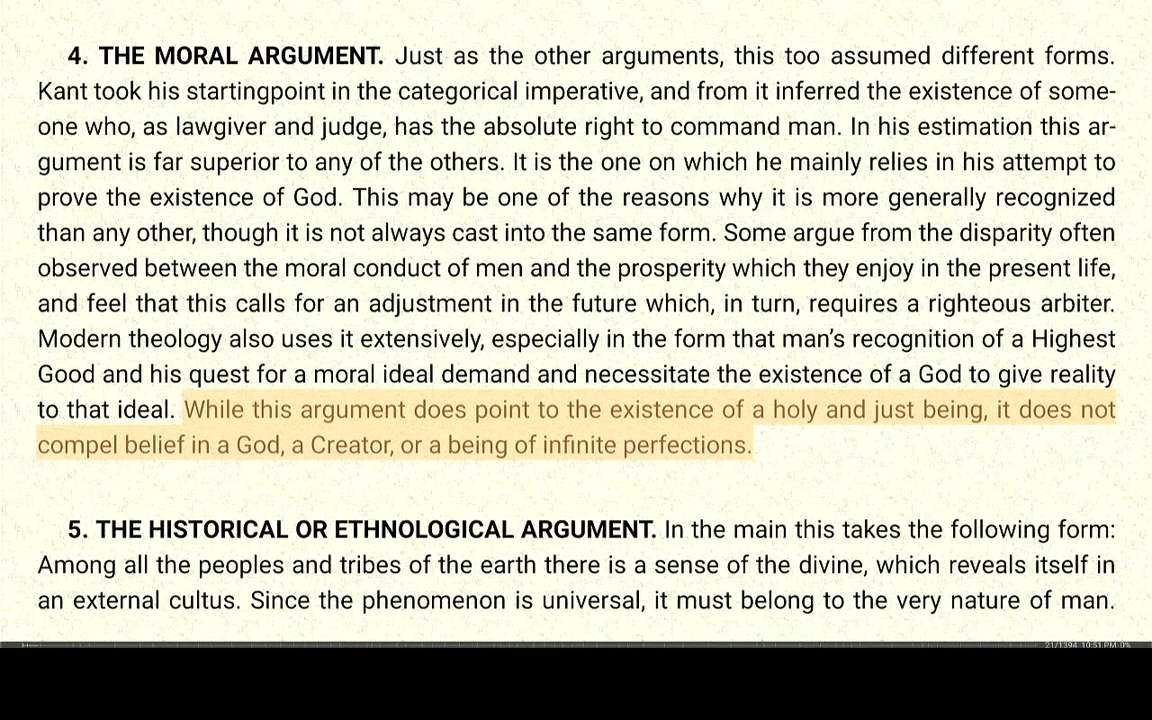 4. THE MORAL ARGUMENT. Just as the other arguments, this too assumed different forms.
Kant took his startingpoint in the categorical imperative, and from it inferred the existence of some-
one who, as lawgiver and judge, has the absolute right to command man. In his estimation this ar-
gument is far superior to any of the others. It is the one on which he mainly relies in his attempt to
prove the existence of God. This may be one of the reasons why it is more generally recognized
than any other, though it is not always cast into the same form. Some argue from the disparity often
observed between the moral conduct of men and the prosperity which they enjoy in the present life,
and feel that this calls for an adjustment in the future which, in turn, requires a righteous arbiter.
Modern theology also uses it extensively, especially in the form that man’s recognition of a Highest
Good and his quest for a moral ideal demand and necessitate the existence of a God to give reality
to that ideal. While this argument does point to the existence of a holy and just being, it does not
compel belief in a God, a Creator, or a being of infinite perfections.
5. THE HISTORICAL OR ETHNOLOGICAL ARGUMENT. In the main this takes the following form:
Among all the peoples and tribes of the earth there is a sense of the divine, which reveals itself in
an external cultus. Since the phenomenon is universal, it must belong to the very nature of man.
21/1394 10:51 PM 0%